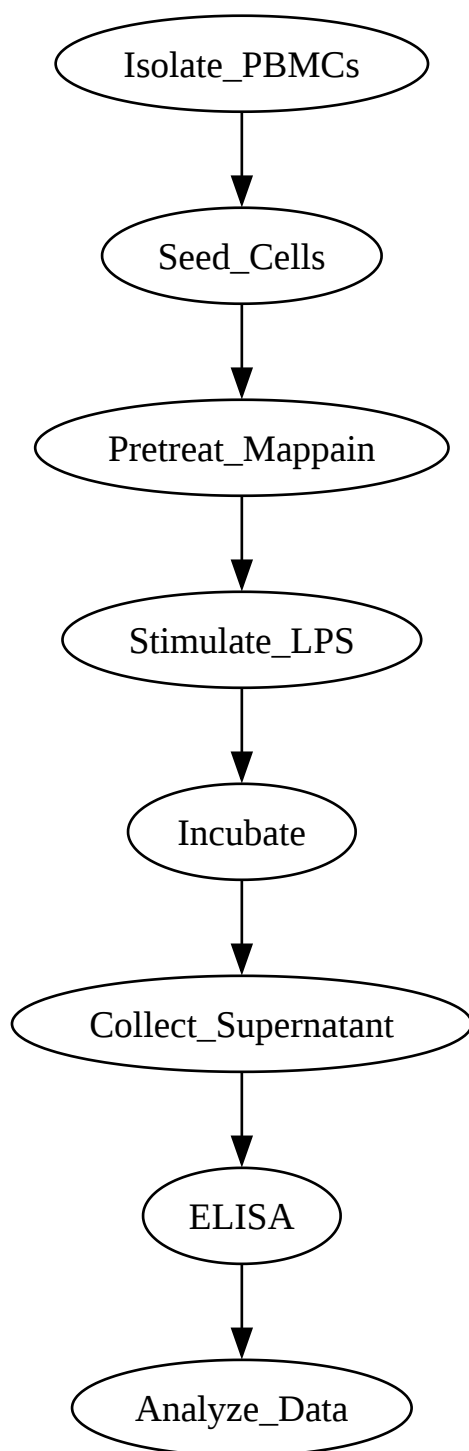 Isolate_PBMCs
Seed_Cells
Pretreat_Mappain
Stimulate_LPS
Incubate
Collect_Supernatant
ELISA
Analyze_Data